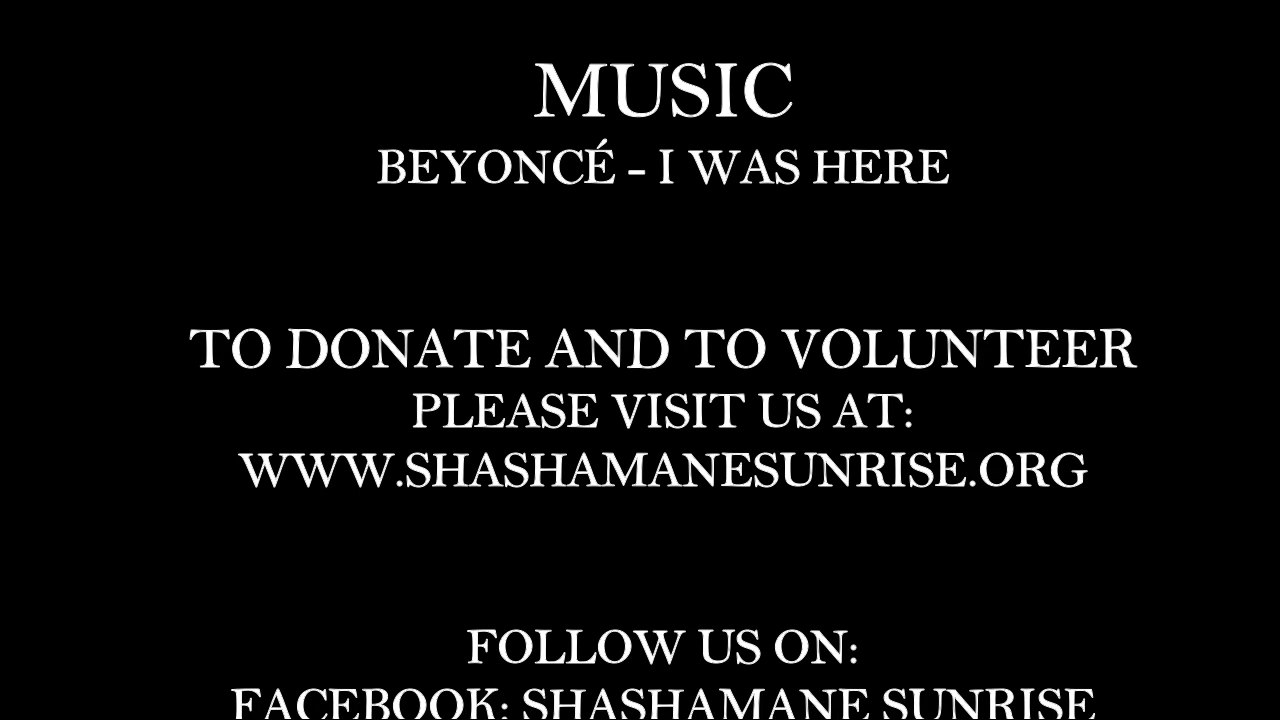 MUSIC
BEYONCÉ – I WAS HERE
TO DONATE AND TO VOLUNTEER
PLEASE VISIT US AT:
WWW.SHASHAMANESUNRISE.ORG
FOLLOW US ON:
FACEBOOK: SHASHAMANE SUNRISE